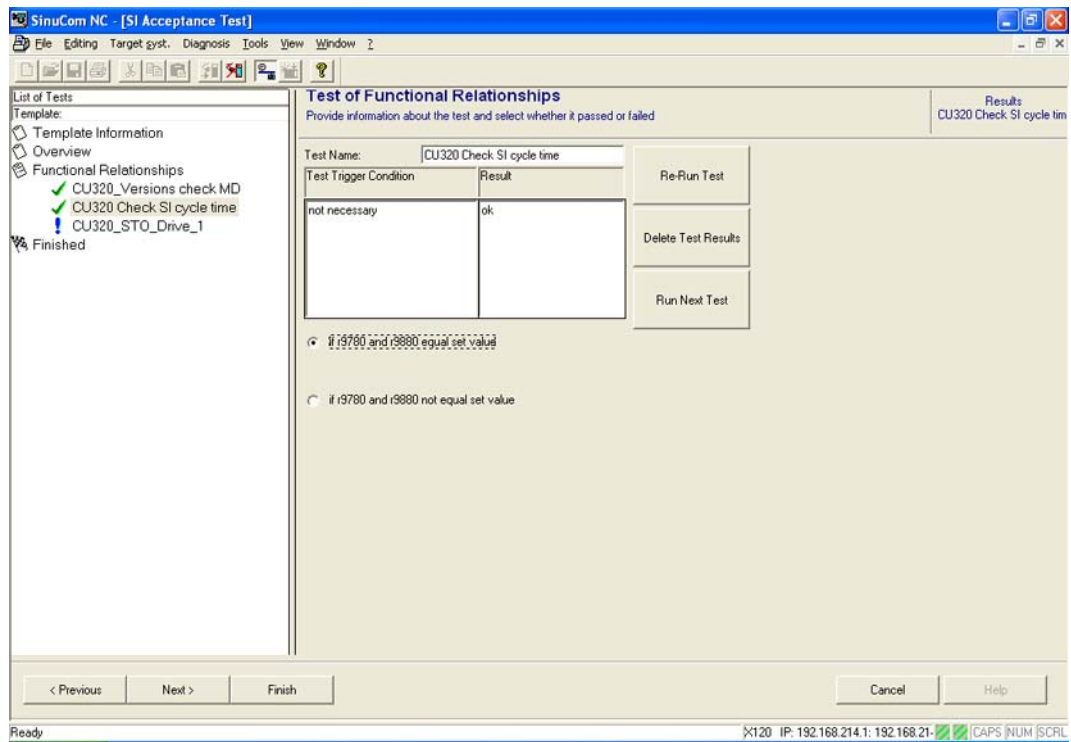 SinuCom NC - [SI Acceptance Test]
File Editing Target syst. Diagnosis Tools View Window ?
List of Tests
Template:
Template Information
Overview
Functional Relationships
CU320_Versions check MD
CU320 Check SI cycle time
CU320_STO_Drive_1
Finished
Test of Functional Relationships
Provide information about the test and select whether it passed or failed
Results
CU320 Check SI cycle tim
Test Name: CU320 Check SI cycle time
Test Trigger Condition Result
not necessary ok
Re-Run Test
Delete Test Results
Run Next Test
if r9780 and r9880 equal set value
if r9780 and r9880 not equal set value
< Previous Next > Finish Cancel Help
Ready X120 IP: 192.168.214.1: 192.168.21- CAPS NUM SCRL